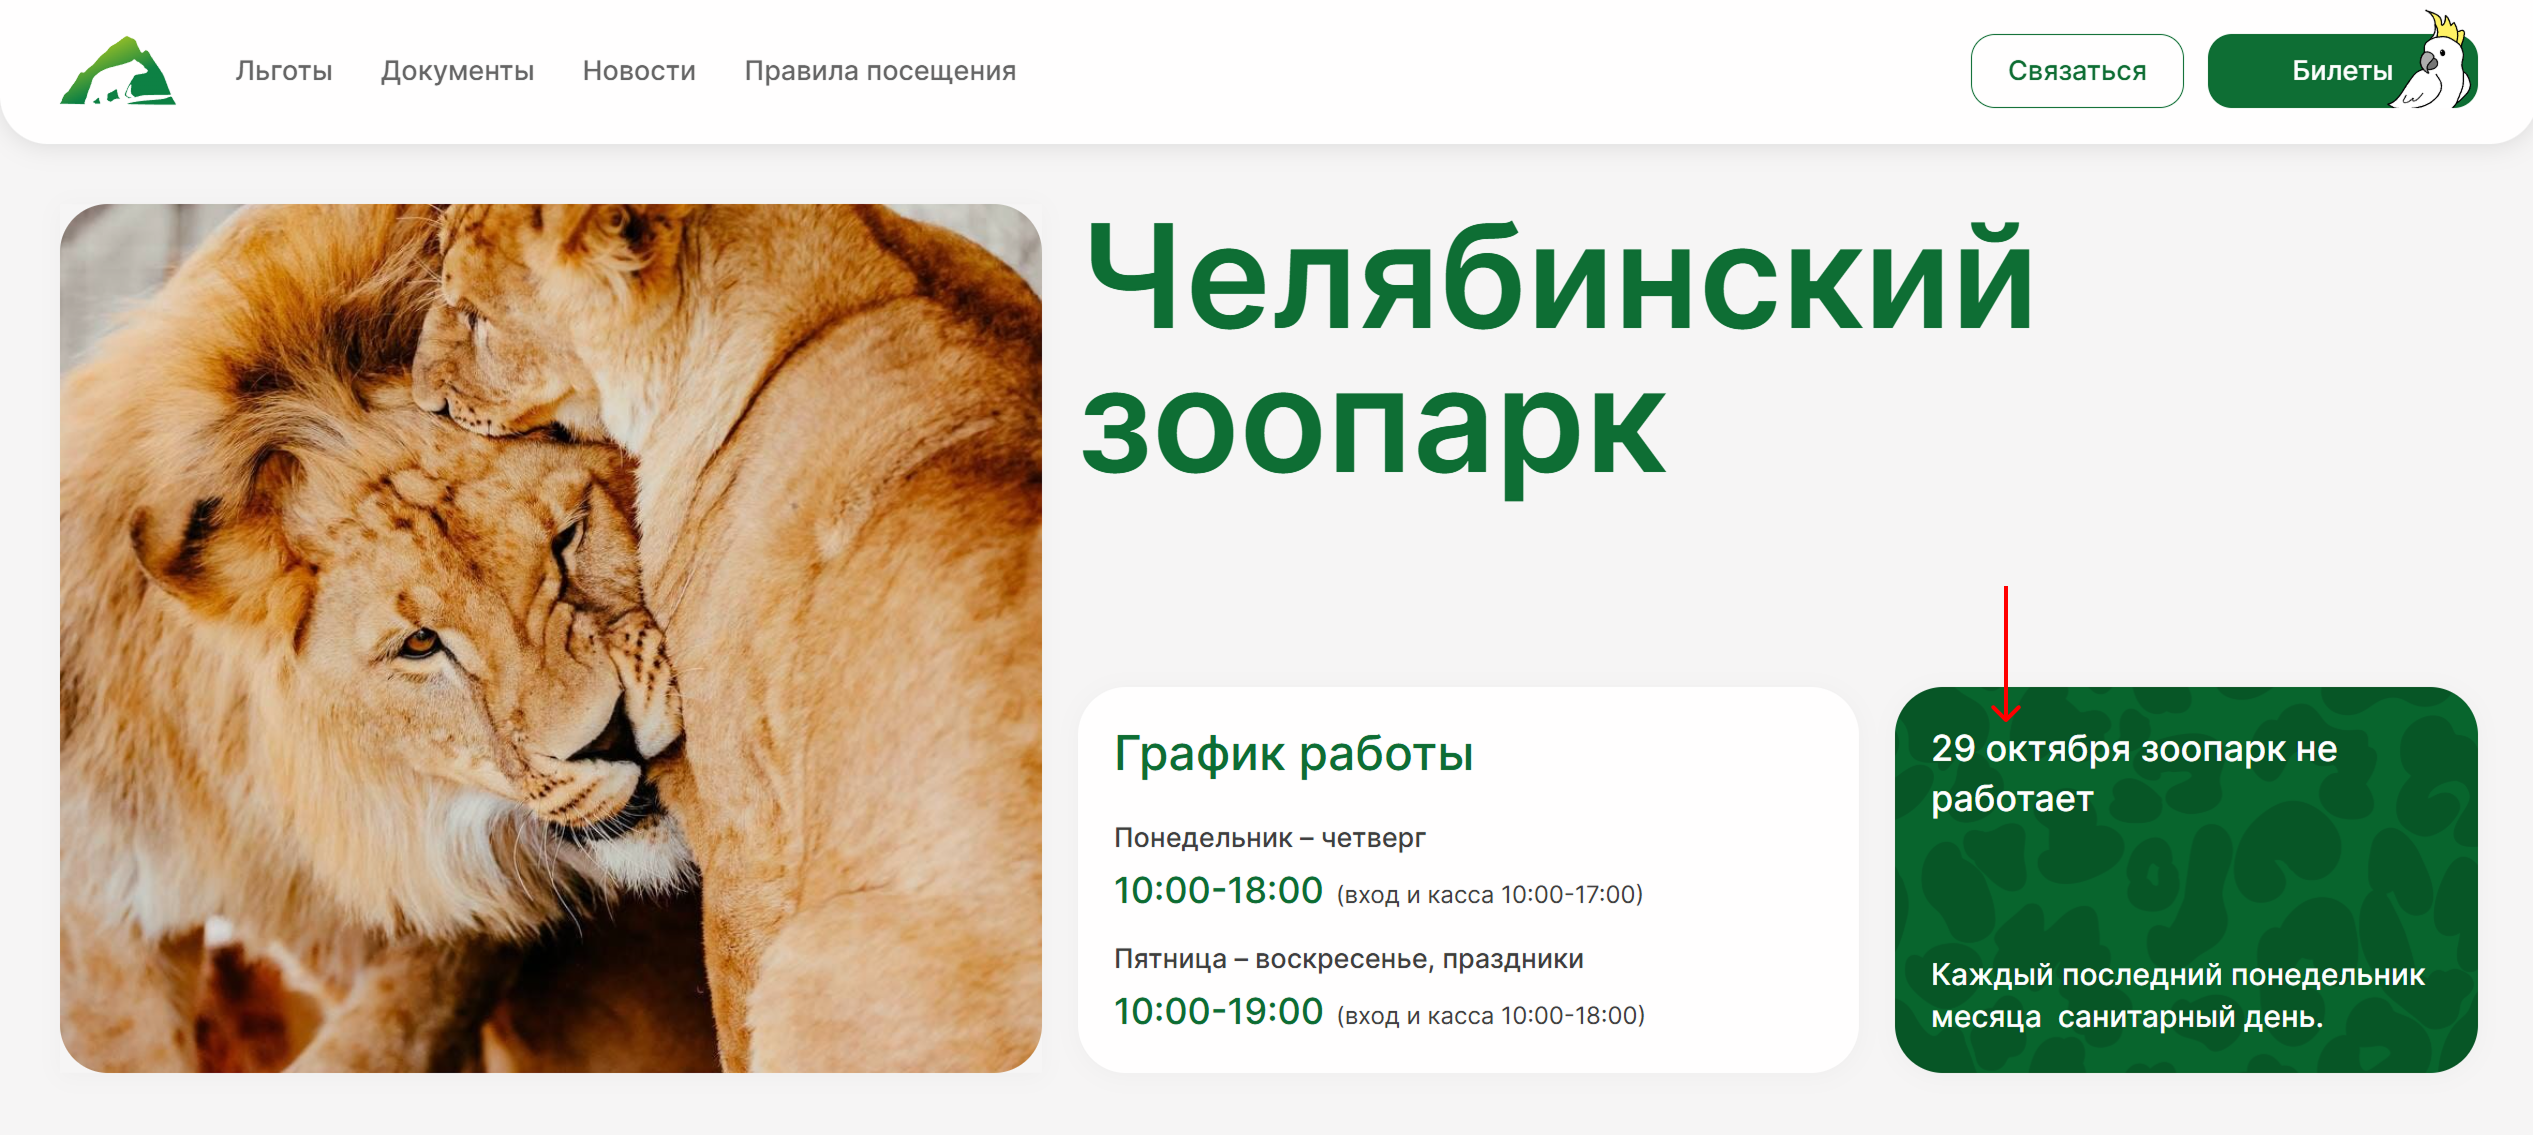 Льготы Документы Новости Правила посещения Связаться Билеты
Челябинский
зоопарк
График работы
Понедельник – четверг
10:00-18:00 (вход и касса 10:00-17:00)
Пятница – воскресенье, праздники
10:00-19:00 (вход и касса 10:00-18:00)
29 октября зоопарк не
работает
Каждый последний понедельник
месяца  санитарный день.